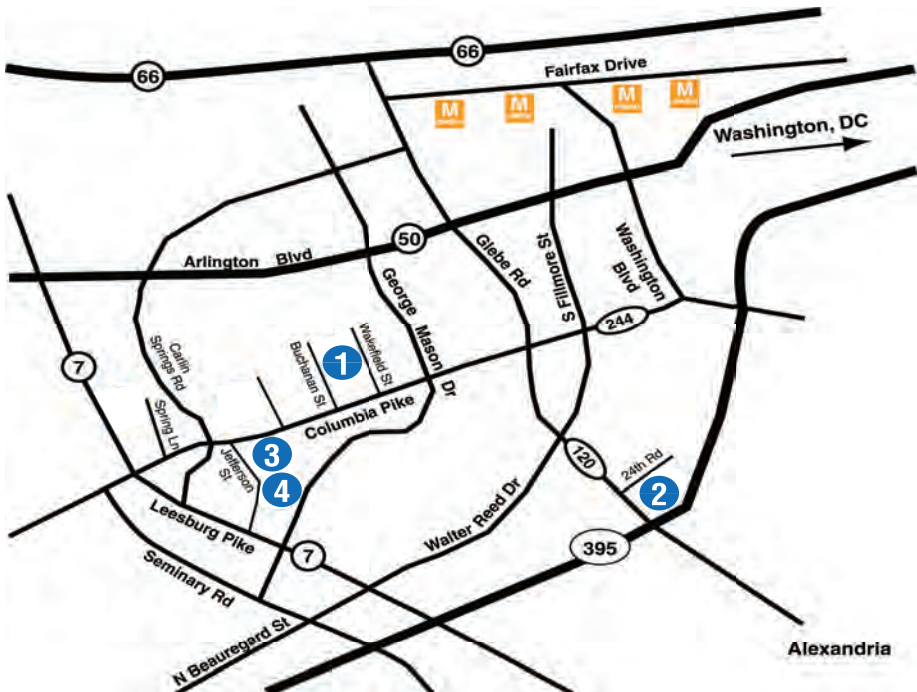 66
66
Fairfax Drive
M
M
M
M
Washington, DC
50
Arlington Blvd
Glebe Rd
S Fillmore St
Washington
Blvd
George Mason Dr
244
7
Carlin
Springs Rd
Buchanan St
1
Wakefield St
Spring Ln
Columbia Pike
Jefferson
St
3
4
120
24th Rd
2
Leesburg Pike
7
Walter Reed Dr
395
Seminary Rd
N Beauregard St
Alexandria